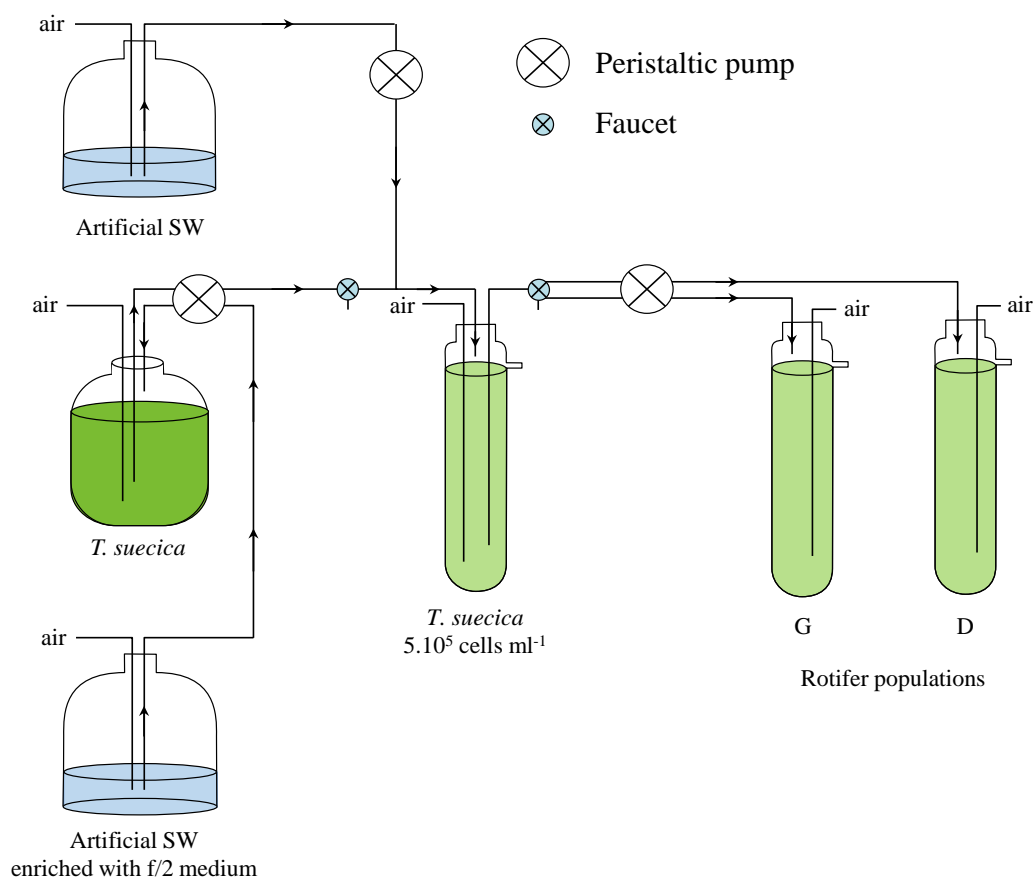 air
Peristaltic pump
Faucet
Artificial SW
air
air
air
air
T. suecica
T. suecica
5.10⁵ cells ml⁻¹
G
D
Rotifer populations
air
Artificial SW
enriched with f/2 medium